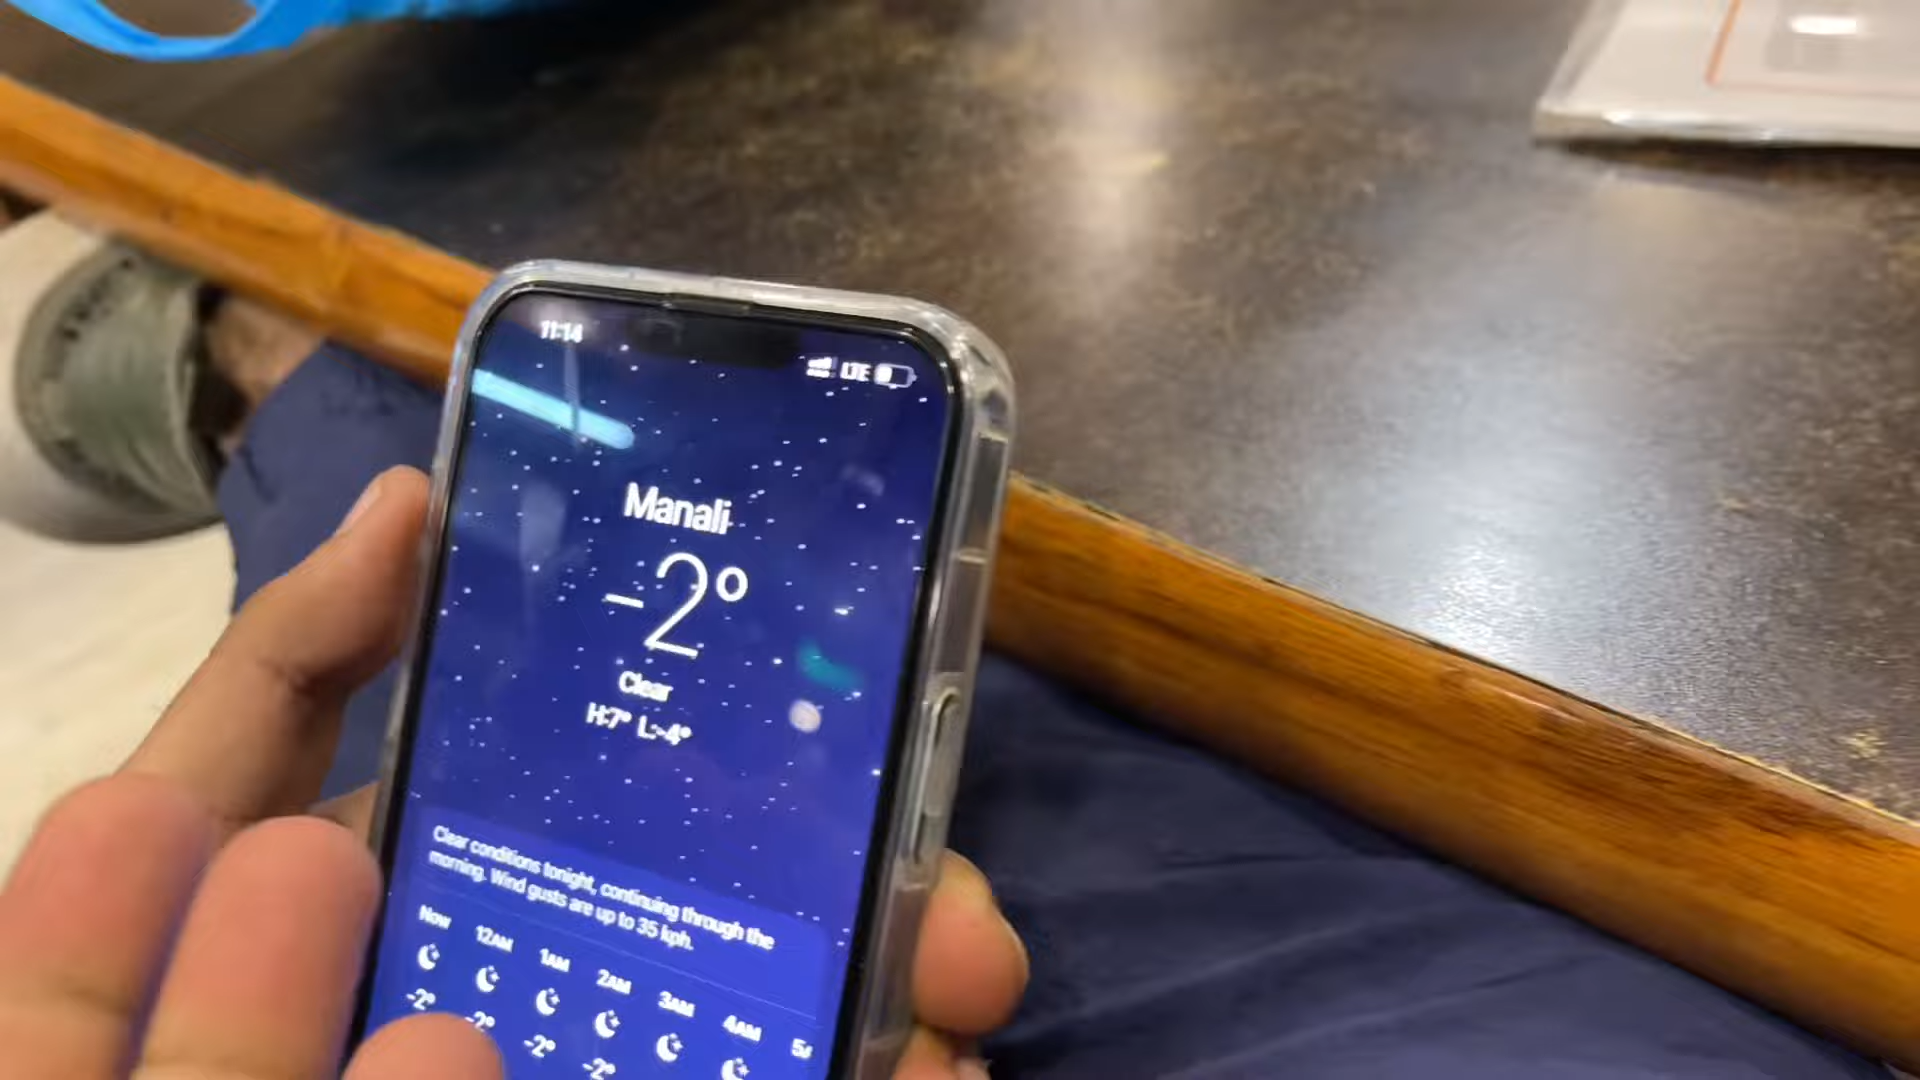 11:14
LTE
Manali
-2°
Clear
H:7° L:-4°
Clear conditions tonight, continuing through the
morning. Wind gusts are up to 35 kph.
Now 12AM 1AM 2AM 3AM 4AM
-2° -2° -2° -2°